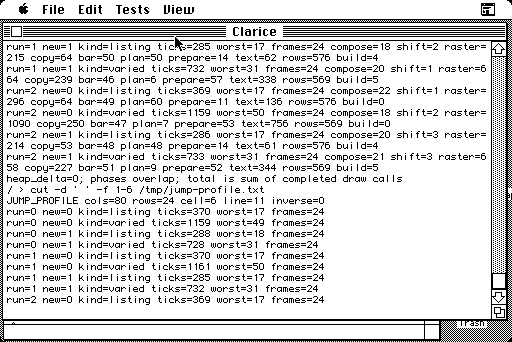 File Edit Tests View
Clarice
run=1 new=1 kind=listing ticks=285 worst=17 frames=24 compose=18 shift=2 raster=
215 copy=64 bar=50 plan=50 prepare=14 text=62 rows=576 build=4
run=1 new=1 kind=varied ticks=732 worst=31 frames=24 compose=20 shift=1 raster=6
64 copy=239 bar=46 plan=6 prepare=57 text=338 rows=569 build=5
run=2 new=0 kind=listing ticks=369 worst=17 frames=24 compose=22 shift=1 raster=
296 copy=64 bar=49 plan=60 prepare=11 text=136 rows=576 build=0
run=2 new=0 kind=varied ticks=1159 worst=50 frames=24 compose=18 shift=2 raster=
1090 copy=250 bar=47 plan=7 prepare=53 text=756 rows=569 build=0
run=2 new=1 kind=listing ticks=286 worst=17 frames=24 compose=20 shift=3 raster=
214 copy=53 bar=48 plan=48 prepare=14 text=61 rows=576 build=4
run=2 new=1 kind=varied ticks=733 worst=31 frames=24 compose=21 shift=3 raster=6
58 copy=227 bar=51 plan=9 prepare=52 text=344 rows=569 build=5
heap_delta=0; phases overlap; total is sum of completed draw calls
/ > cut -d ' ' -f 1-6 /tmp/jump-profile.txt
JUMP_PROFILE cols=80 rows=24 cell=6 line=11 inverse=0
run=0 new=0 kind=listing ticks=370 worst=17 frames=24
run=0 new=0 kind=varied ticks=1159 worst=49 frames=24
run=0 new=1 kind=listing ticks=288 worst=18 frames=24
run=0 new=1 kind=varied ticks=728 worst=31 frames=24
run=1 new=0 kind=listing ticks=370 worst=17 frames=24
run=1 new=0 kind=varied ticks=1161 worst=50 frames=24
run=1 new=1 kind=listing ticks=285 worst=17 frames=24
run=1 new=1 kind=varied ticks=732 worst=31 frames=24
run=2 new=0 kind=listing ticks=369 worst=17 frames=24
Trash